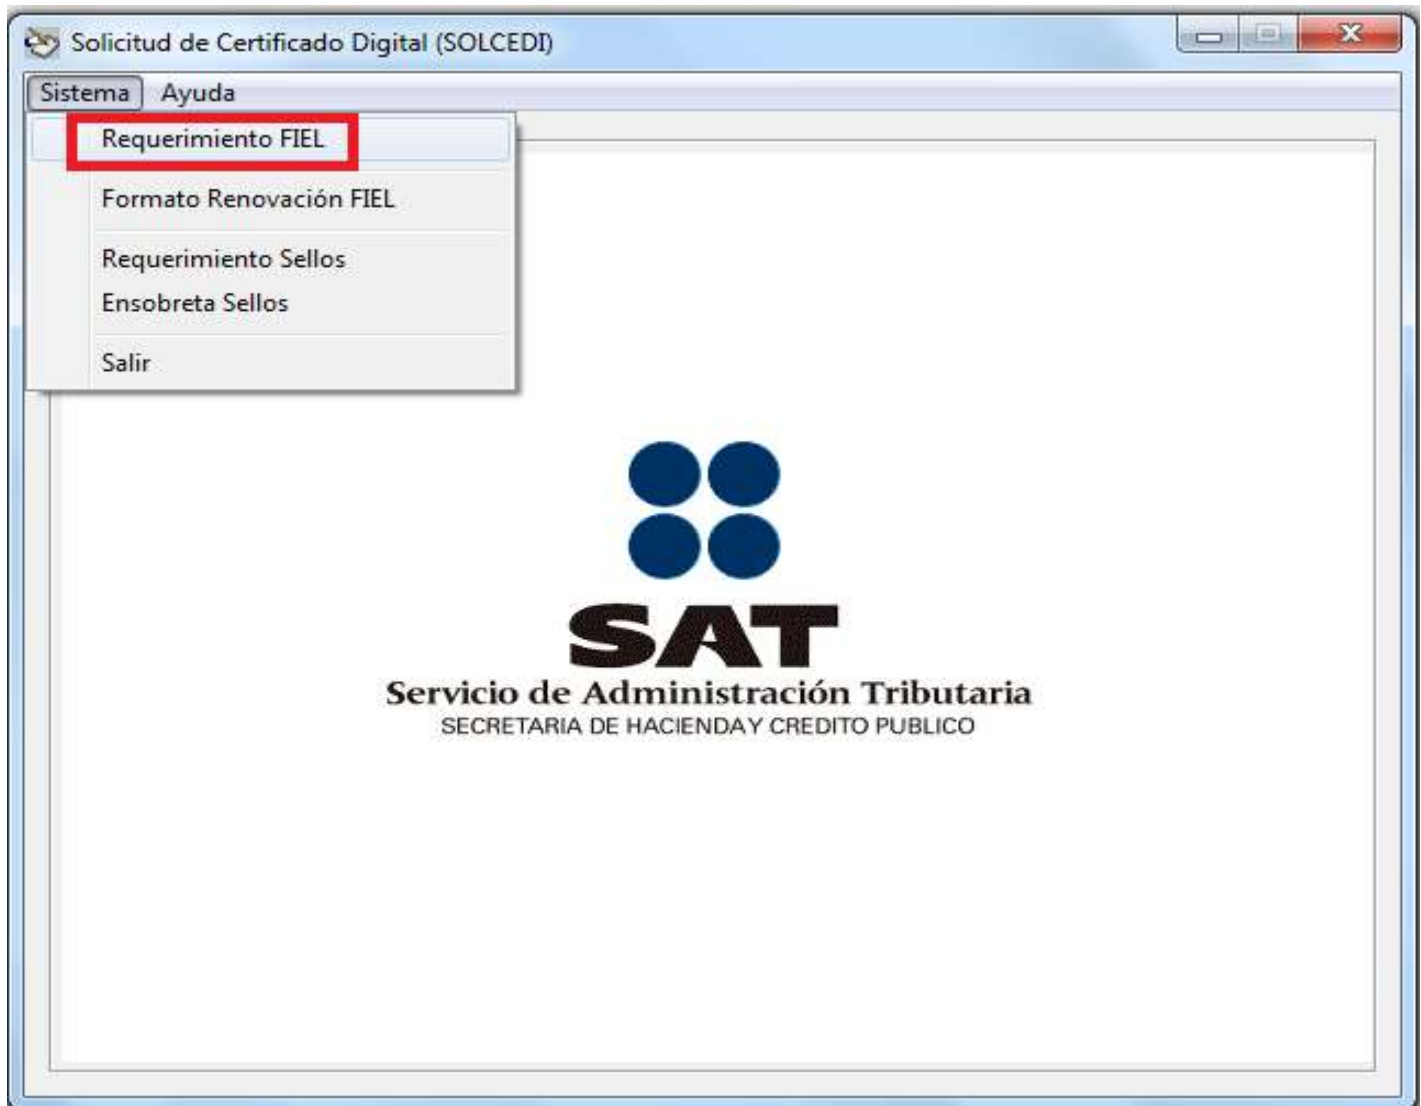 Solicitud de Certificado Digital (SOLCEDI)
Sistema Ayuda
Requerimiento FIEL
Formato Renovación FIEL
Requerimiento Sellos
Ensobreta Sellos
Salir
SAT
Servicio de Administración Tributaria
SECRETARIA DE HACIENDA Y CREDITO PUBLICO